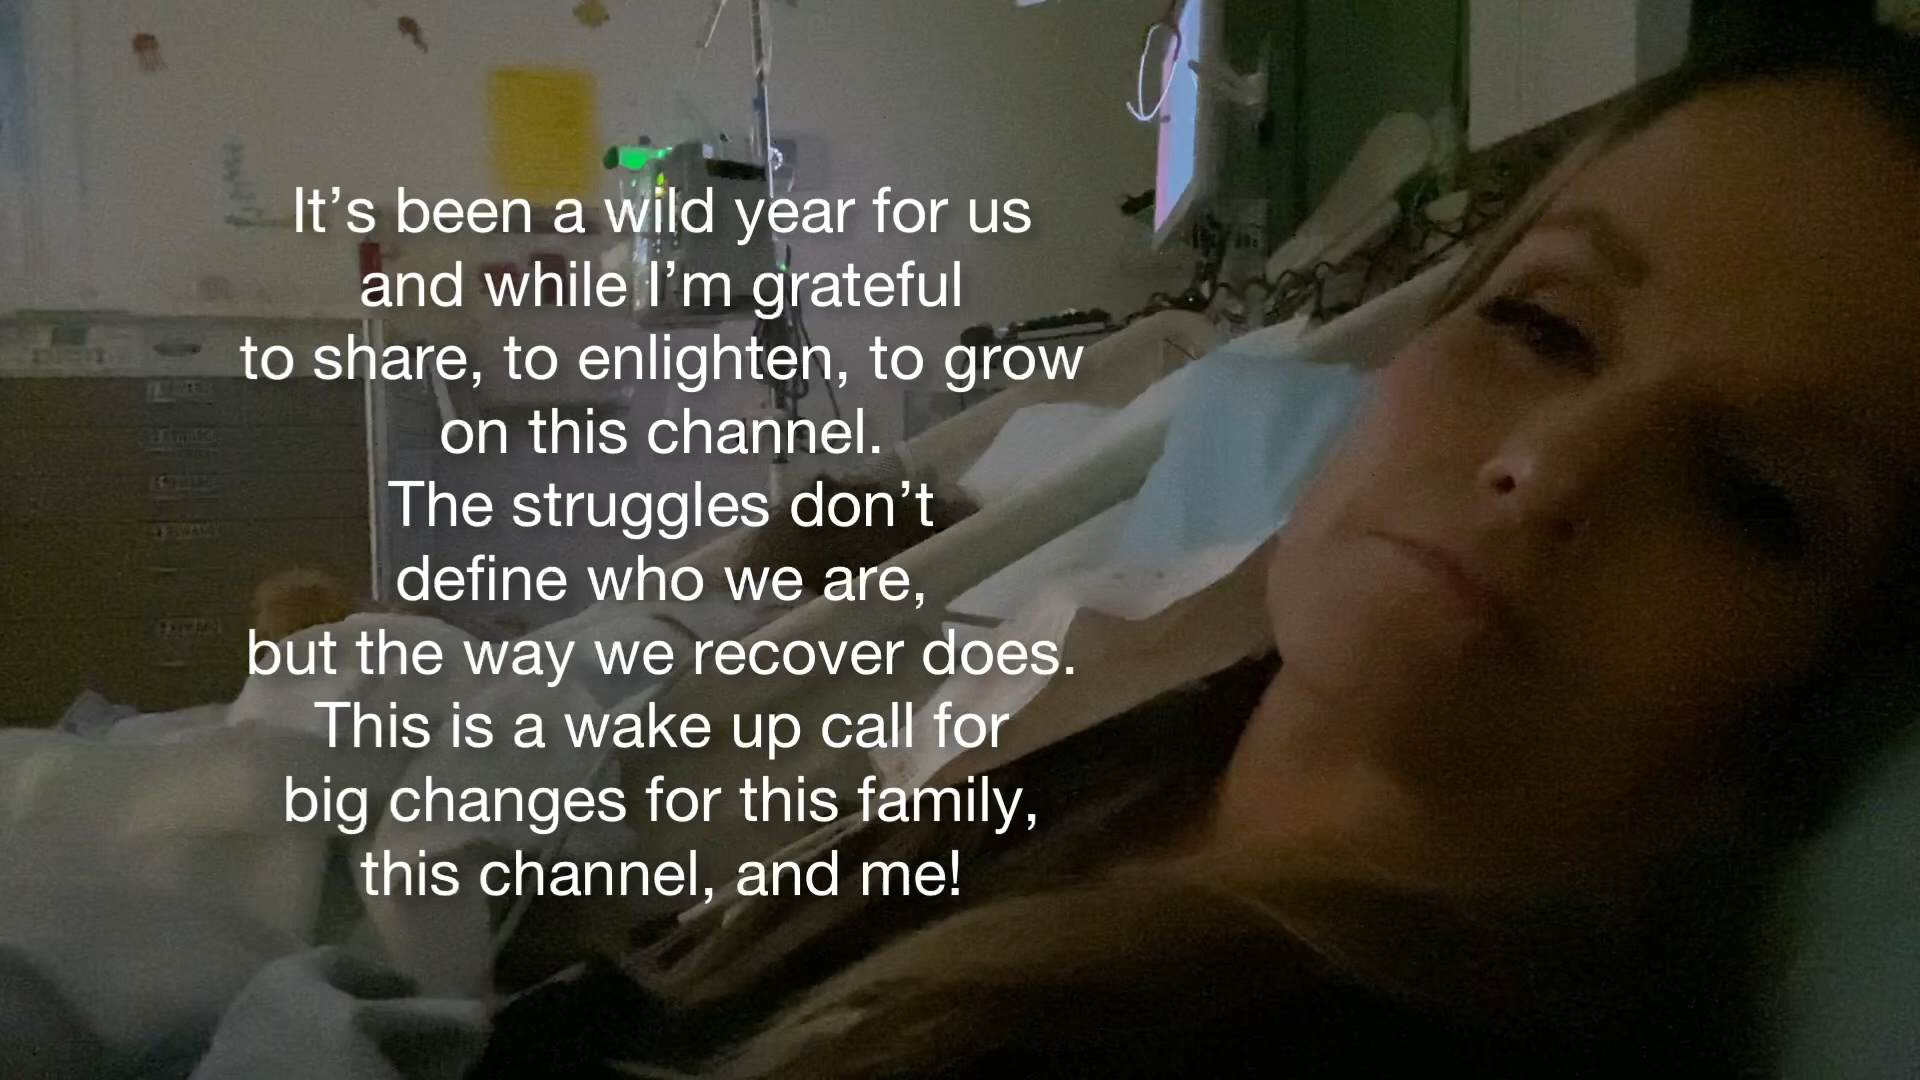 It’s been a wild year for us
and while I’m grateful
to share, to enlighten, to grow
on this channel.
The struggles don’t
define who we are,
but the way we recover does.
This is a wake up call for
big changes for this family,
this channel, and me!